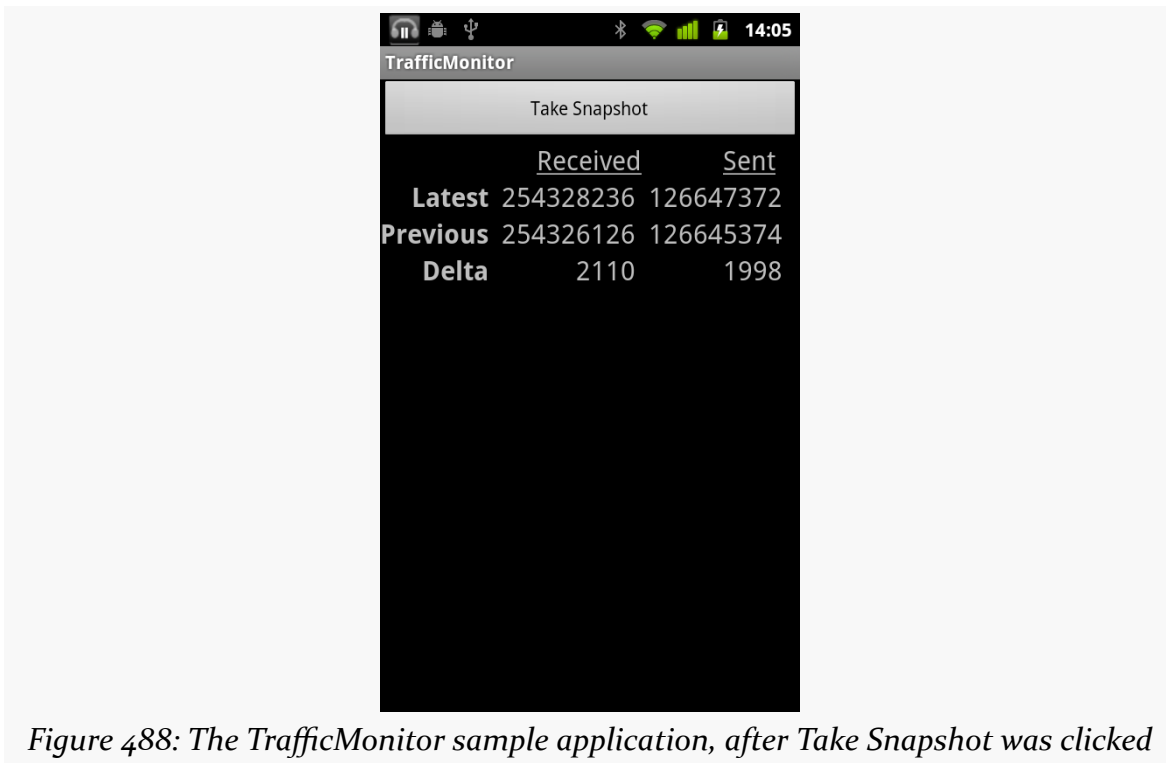 14:05
TrafficMonitor
Take Snapshot
Received Sent
Latest 254328236 126647372
Previous 254326126 126645374
Delta 2110 1998
Figure 488: The TrafficMonitor sample application, after Take Snapshot was clicked